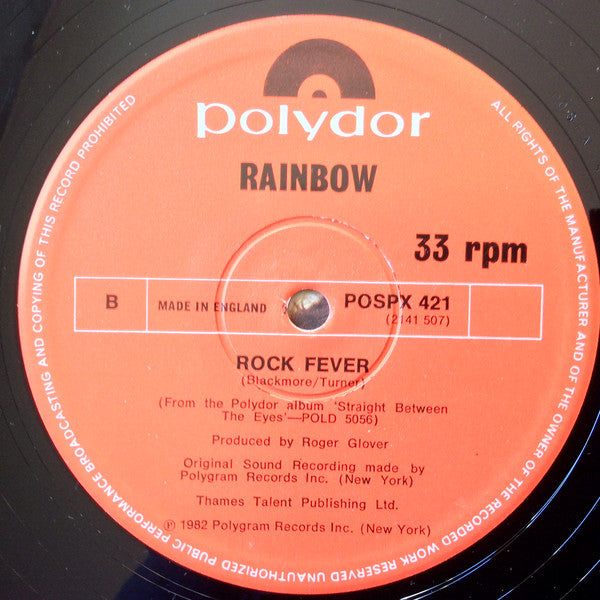 polydor
RAINBOW
33 rpm
B
MADE IN ENGLAND
POSPX 421
(2141 507)
ROCK FEVER
(Blackmore/Turner)
(From the Polydor album 'Straight Between
The Eyes'—POLD 5056)
Produced by Roger Glover
Original Sound Recording made by
Polygram Records Inc. (New York)
Thames Talent Publishing Ltd.
℗ 1982 Polygram Records Inc. (New York)
ALL RIGHTS OF THE MANUFACTURER AND OF THE OWNER OF THE RECORDED WORK RESERVED UNAUTHORIZED PUBLIC PERFORMANCE BROADCASTING AND COPYING OF THIS RECORD PROHIBITED